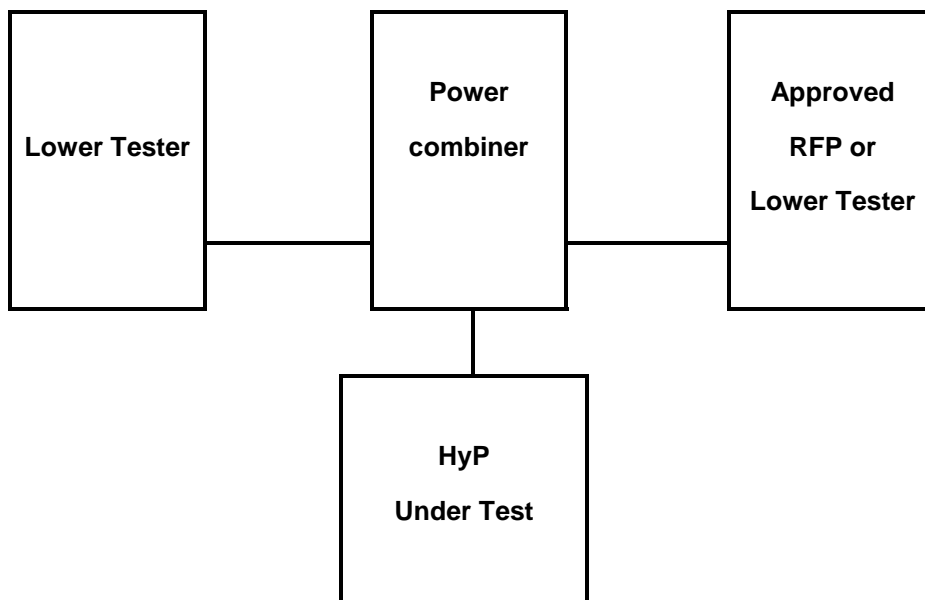 Lower Tester
Power
combiner
Approved
RFP or
Lower Tester
HyP
Under Test